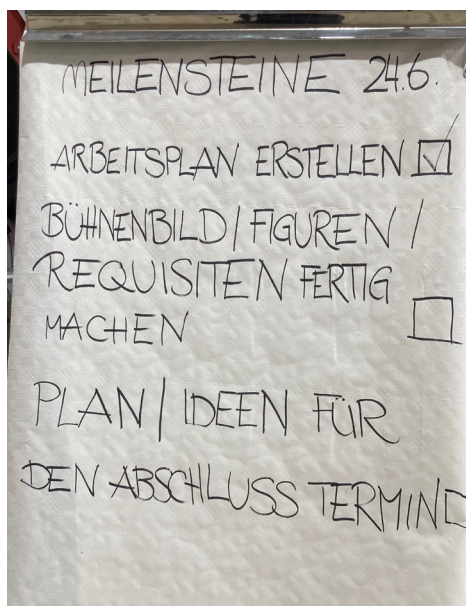 MEILENSTEINE 24.6.
ARBEITSPLAN ERSTELLEN
BÜHNENBILD / FIGUREN /
REQUISITEN FERTIG
MACHEN
PLAN / IDEEN FÜR
DEN ABSCHLUSS TERMIN